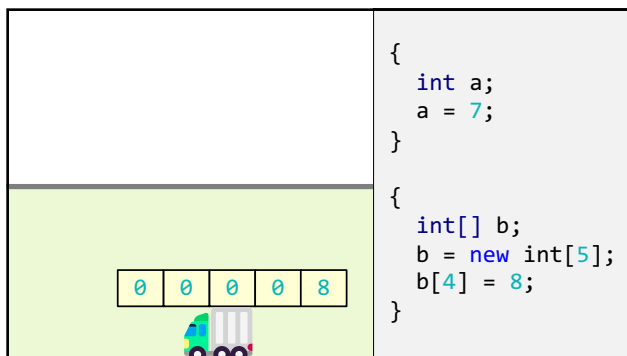 0 0 0 0 8
{
int a;
a = 7;
}
{
int[] b;
b = new int[5];
b[4] = 8;
}